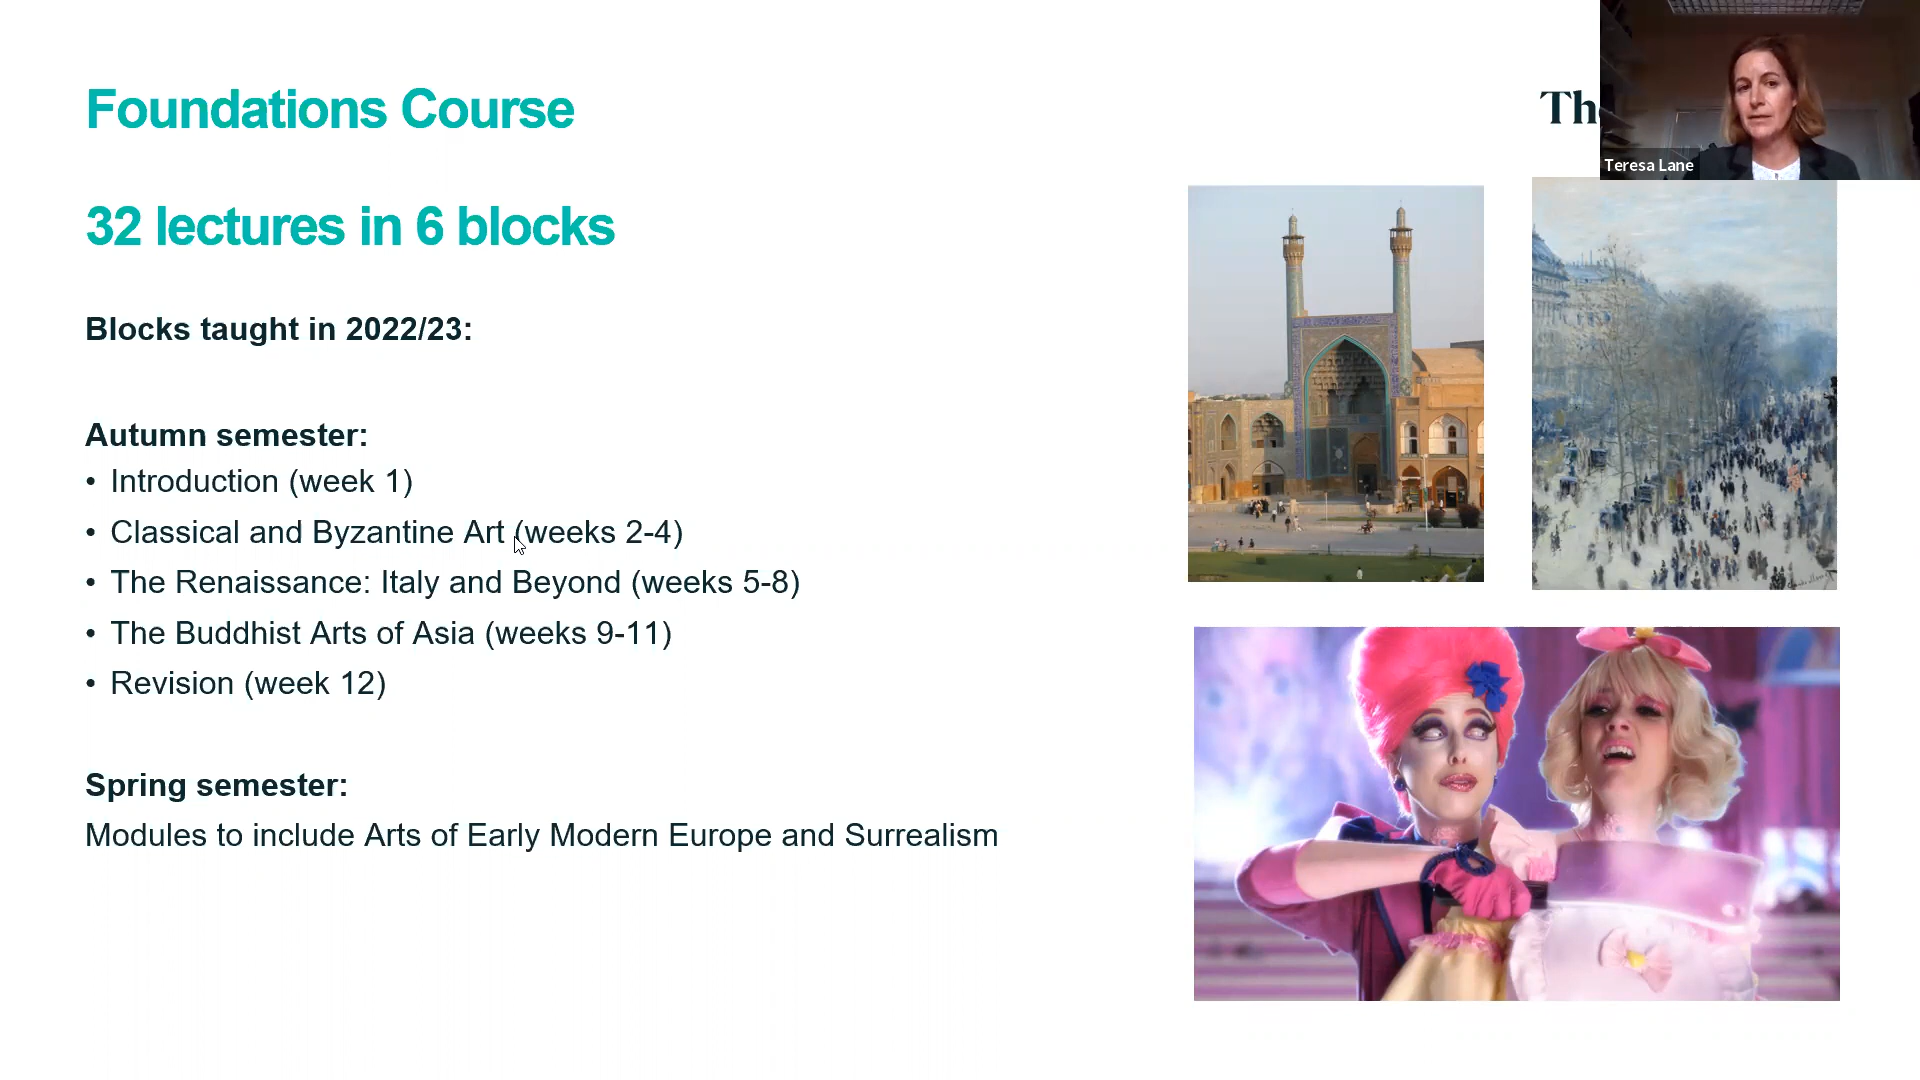 Foundations Course
Th
Teresa Lane
32 lectures in 6 blocks
Blocks taught in 2022/23:
Autumn semester:
• Introduction (week 1)
• Classical and Byzantine Art (weeks 2-4)
• The Renaissance: Italy and Beyond (weeks 5-8)
• The Buddhist Arts of Asia (weeks 9-11)
• Revision (week 12)
Spring semester:
Modules to include Arts of Early Modern Europe and Surrealism